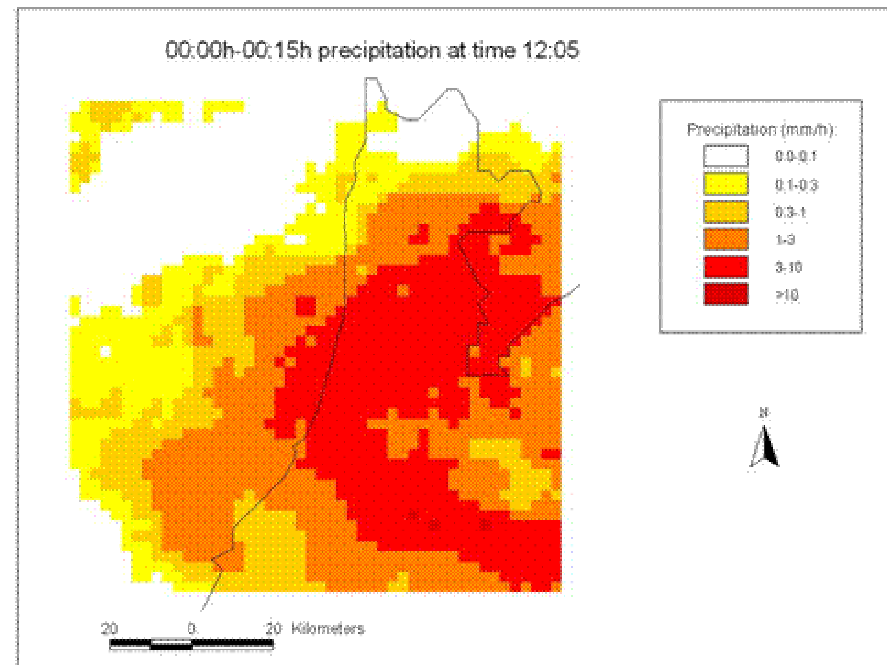 00:00h-00:15h precipitation at time 12:05
Precipitation (mm/h):
0.0-0.1
0.1-0.3
0.3-1
1-3
3-10
>10
N
20 0 20 Kilometers